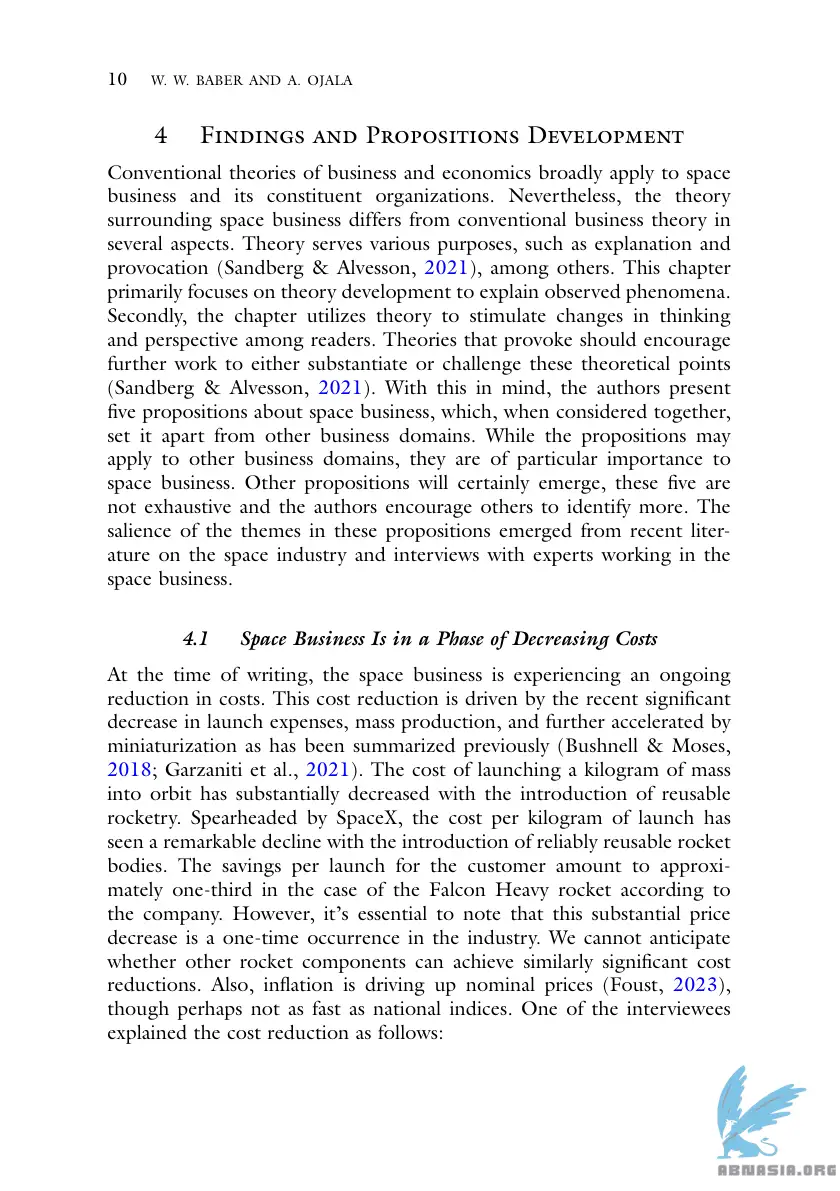 10 W. W. BABER AND A. OJALA
4 Findings and Propositions Development
Conventional theories of business and economics broadly apply to space
business and its constituent organizations. Nevertheless, the theory
surrounding space business differs from conventional business theory in
several aspects. Theory serves various purposes, such as explanation and
provocation (Sandberg & Alvesson, 2021), among others. This chapter
primarily focuses on theory development to explain observed phenomena.
Secondly, the chapter utilizes theory to stimulate changes in thinking
and perspective among readers. Theories that provoke should encourage
further work to either substantiate or challenge these theoretical points
(Sandberg & Alvesson, 2021). With this in mind, the authors present
five propositions about space business, which, when considered together,
set it apart from other business domains. While the propositions may
apply to other business domains, they are of particular importance to
space business. Other propositions will certainly emerge, these five are
not exhaustive and the authors encourage others to identify more. The
salience of the themes in these propositions emerged from recent liter-
ature on the space industry and interviews with experts working in the
space business.
4.1 Space Business Is in a Phase of Decreasing Costs
At the time of writing, the space business is experiencing an ongoing
reduction in costs. This cost reduction is driven by the recent significant
decrease in launch expenses, mass production, and further accelerated by
miniaturization as has been summarized previously (Bushnell & Moses,
2018; Garzaniti et al., 2021). The cost of launching a kilogram of mass
into orbit has substantially decreased with the introduction of reusable
rocketry. Spearheaded by SpaceX, the cost per kilogram of launch has
seen a remarkable decline with the introduction of reliably reusable rocket
bodies. The savings per launch for the customer amount to approxi-
mately one-third in the case of the Falcon Heavy rocket according to
the company. However, it's essential to note that this substantial price
decrease is a one-time occurrence in the industry. We cannot anticipate
whether other rocket components can achieve similarly significant cost
reductions. Also, inflation is driving up nominal prices (Foust, 2023),
though perhaps not as fast as national indices. One of the interviewees
explained the cost reduction as follows:
ABNASIA.ORG